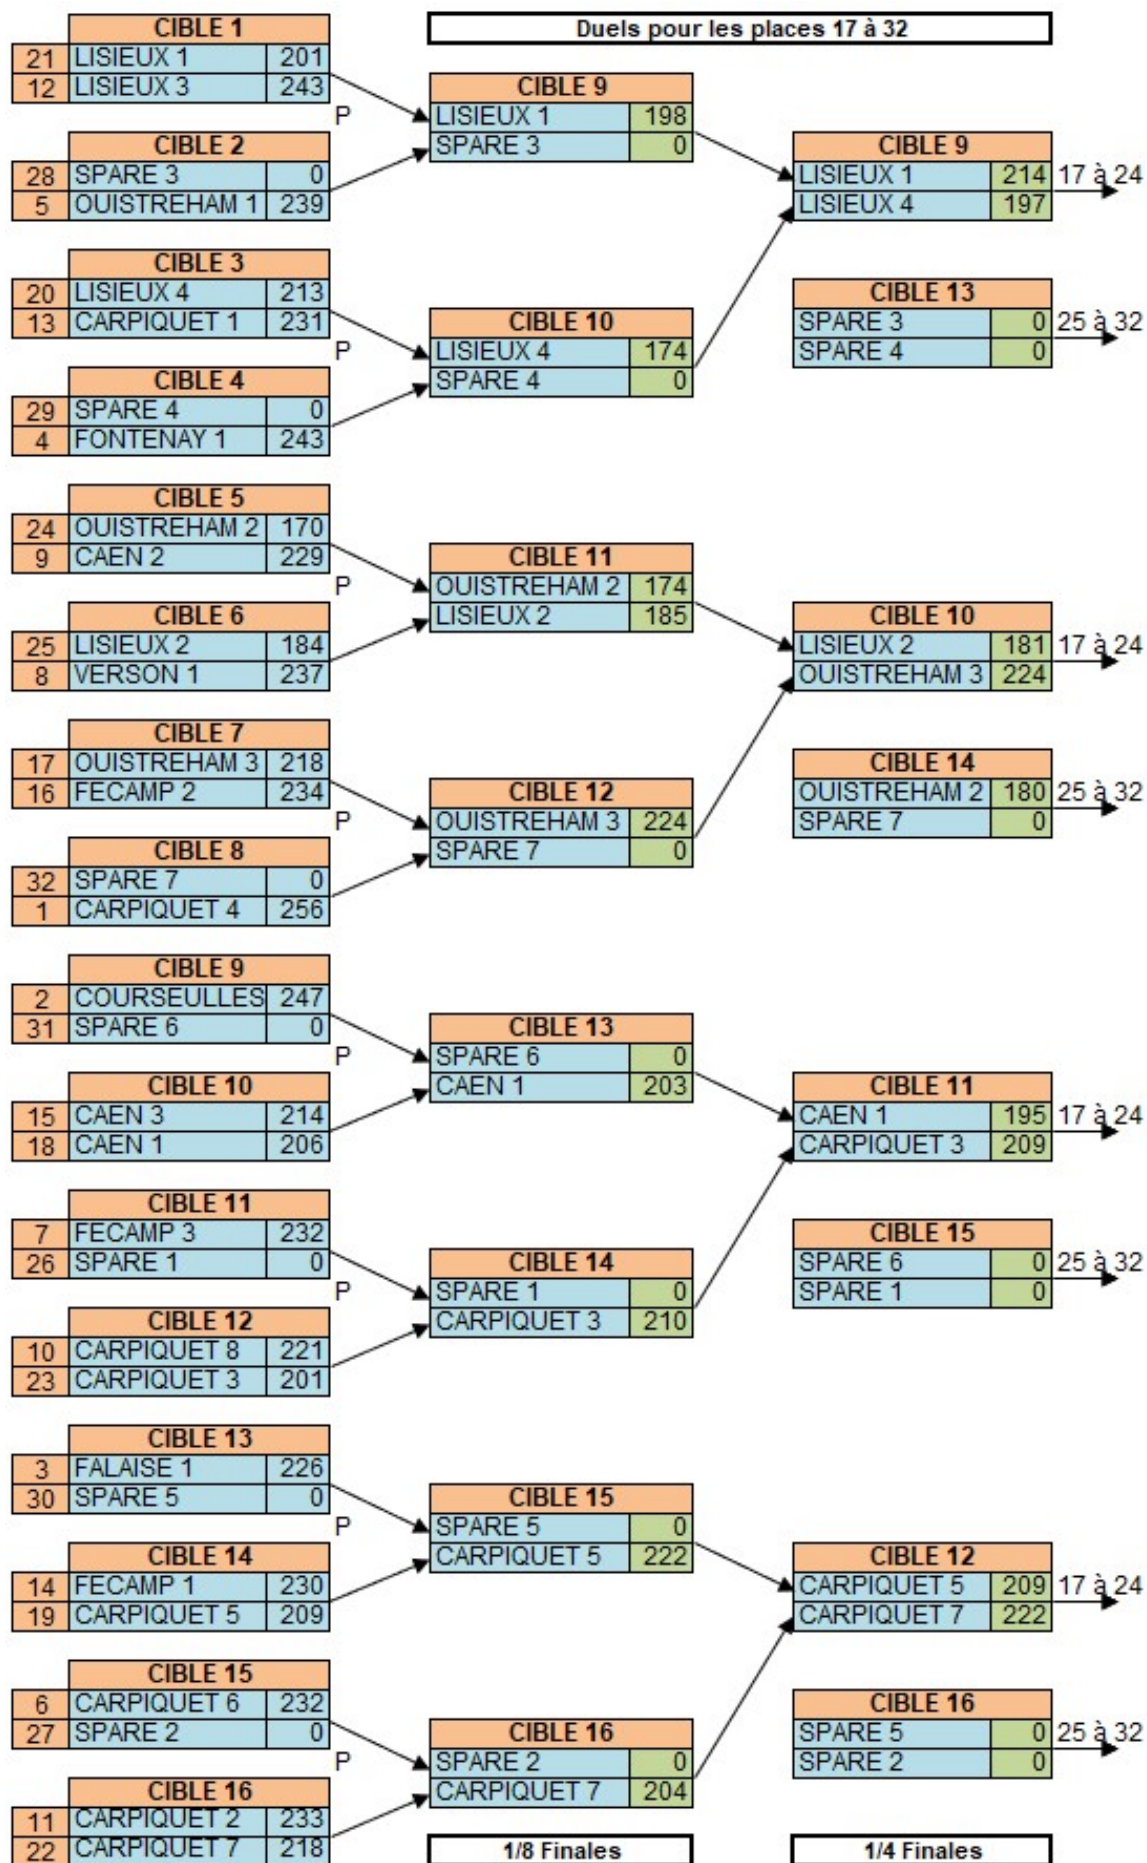 Duels pour les places 17 à 32
CIBLE 1
21 LISIEUX 1 201
12 LISIEUX 3 243
P
CIBLE 2
28 SPARE 3 0
5 OUISTREHAM 1 239
CIBLE 3
20 LISIEUX 4 213
13 CARPIQUET 1 231
P
CIBLE 4
29 SPARE 4 0
4 FONTENAY 1 243
CIBLE 5
24 OUISTREHAM 2 170
9 CAEN 2 229
P
CIBLE 6
25 LISIEUX 2 184
8 VERSON 1 237
CIBLE 7
17 OUISTREHAM 3 218
16 FECAMP 2 234
P
CIBLE 8
32 SPARE 7 0
1 CARPIQUET 4 256
CIBLE 9
2 COURSEULLES 247
31 SPARE 6 0
P
CIBLE 10
15 CAEN 3 214
18 CAEN 1 206
CIBLE 11
7 FECAMP 3 232
26 SPARE 1 0
P
CIBLE 12
10 CARPIQUET 8 221
23 CARPIQUET 3 201
CIBLE 13
3 FALAISE 1 226
30 SPARE 5 0
P
CIBLE 14
14 FECAMP 1 230
19 CARPIQUET 5 209
CIBLE 15
6 CARPIQUET 6 232
27 SPARE 2 0
P
CIBLE 16
11 CARPIQUET 2 233
22 CARPIQUET 7 218
CIBLE 9
LISIEUX 1 198
SPARE 3 0
CIBLE 10
LISIEUX 4 174
SPARE 4 0
CIBLE 11
OUISTREHAM 2 174
LISIEUX 2 185
CIBLE 12
OUISTREHAM 3 224
SPARE 7 0
CIBLE 13
SPARE 6 0
CAEN 1 203
CIBLE 14
SPARE 1 0
CARPIQUET 3 210
CIBLE 15
SPARE 5 0
CARPIQUET 5 222
CIBLE 16
SPARE 2 0
CARPIQUET 7 204
1/8 Finales
CIBLE 9
LISIEUX 1 214 17 à 24
LISIEUX 4 197
CIBLE 13
SPARE 3 0 25 à 32
SPARE 4 0
CIBLE 10
LISIEUX 2 181 17 à 24
OUISTREHAM 3 224
CIBLE 14
OUISTREHAM 2 180 25 à 32
SPARE 7 0
CIBLE 11
CAEN 1 195 17 à 24
CARPIQUET 3 209
CIBLE 15
SPARE 6 0 25 à 32
SPARE 1 0
CIBLE 12
CARPIQUET 5 209 17 à 24
CARPIQUET 7 222
CIBLE 16
SPARE 5 0 25 à 32
SPARE 2 0
1/4 Finales